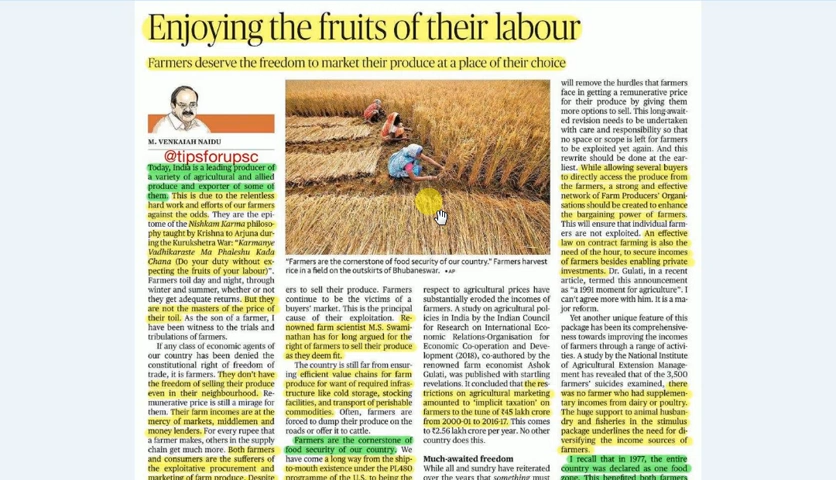 Enjoying the fruits of their labour
Farmers deserve the freedom to market their produce at a place of their choice
M. VENKAIAH NAIDU
@tipsforupsc
Today, India is a leading producer of
a variety of agricultural and allied
produce and exporter of some of
them. This is due to the relentless
hard work and efforts of our farmers
against the odds. They are the epi-
tome of the Nishkam Karma philoso-
phy taught by Krishna to Arjuna dur-
ing the Kurukshetra War: "Karmanye
Vadhikaraste Ma Phaleshu Kada
Chana (Do your duty without ex-
pecting the fruits of your labour)".
Farmers toil day and night, through
winter and summer, whether or not
they get adequate returns. But they
are not the masters of the price of
their toil. As the son of a farmer, I
have been witness to the trials and
tribulations of farmers.
If any class of economic agents of
our country has been denied the
constitutional right of freedom of
trade, it is farmers. They don't have
the freedom of selling their produce
even in their neighbourhood. Re-
munerative price is still a mirage for
them. Their farm incomes are at the
mercy of markets, middlemen and
money lenders. For every rupee that
a farmer makes, others in the supply
chain get much more. Both farmers
and consumers are the sufferers of
the exploitative procurement and
marketing of farm produce. Despite
"Farmers are the cornerstone of food security of our country." Farmers harvest
rice in a field on the outskirts of Bhubaneswar. •AP
ers to sell their produce. Farmers
continue to be the victims of a
buyers' market. This is the principal
cause of their exploitation. Re-
nowned farm scientist M.S. Swami-
nathan has for long argued for the
right of farmers to sell their produce
as they deem fit.
The country is still far from ensur-
ing efficient value chains for farm
produce for want of required infras-
tructure like cold storage, stocking
facilities, and transport of perishable
commodities. Often, farmers are
forced to dump their produce on the
roads or offer it to cattle.
Farmers are the cornerstone of
food security of our country. We
have come a long way from the ship-
to-mouth existence under the PL480
programme of the U.S. to being the
respect to agricultural prices have
substantially eroded the incomes of
farmers. A study on agricultural pol-
icies in India by the Indian Council
for Research on International Eco-
nomic Relations-Organisation for
Economic Co-operation and Deve-
lopment (2018), co-authored by the
renowned farm economist Ashok
Gulati, was published with startling
revelations. It concluded that the res-
trictions on agricultural marketing
amounted to 'implicit taxation' on
farmers to the tune of ₹45 lakh crore
from 2000-01 to 2016-17. This comes
to ₹2.56 lakh crore per year. No other
country does this.
Much-awaited freedom
While all and sundry have reiterated
over the years that something must
will remove the hurdles that farmers
face in getting a remunerative price
for their produce by giving them
more options to sell. This long-await-
ed revision needs to be undertaken
with care and responsibility so that
no space or scope is left for farmers
to be exploited yet again. And this
rewrite should be done at the ear-
liest. While allowing several buyers
to directly access the produce from
the farmers, a strong and effective
network of Farm Producers' Organi-
sations should be created to enhance
the bargaining power of farmers.
This will ensure that individual farm-
ers are not exploited. An effective
law on contract farming is also the
need of the hour, to secure incomes
of farmers besides enabling private
investments. Dr. Gulati, in a recent
article, termed this announcement
as "a 1991 moment for agriculture". I
can't agree more with him. It is a ma-
jor reform.
Yet another unique feature of this
package has been its comprehensive-
ness towards improving the incomes
of farmers through a range of activi-
ties. A study by the National Institute
of Agricultural Extension Manage-
ment has revealed that of the 3,500
farmers' suicides examined, there
was no farmer who had supplemen-
tary incomes from dairy or poultry.
The huge support to animal husban-
dry and fisheries in the stimulus
package underlines the need for di-
versifying the income sources of
farmers.
I recall that in 1977, the entire
country was declared as one food
zone. This benefited both farmers